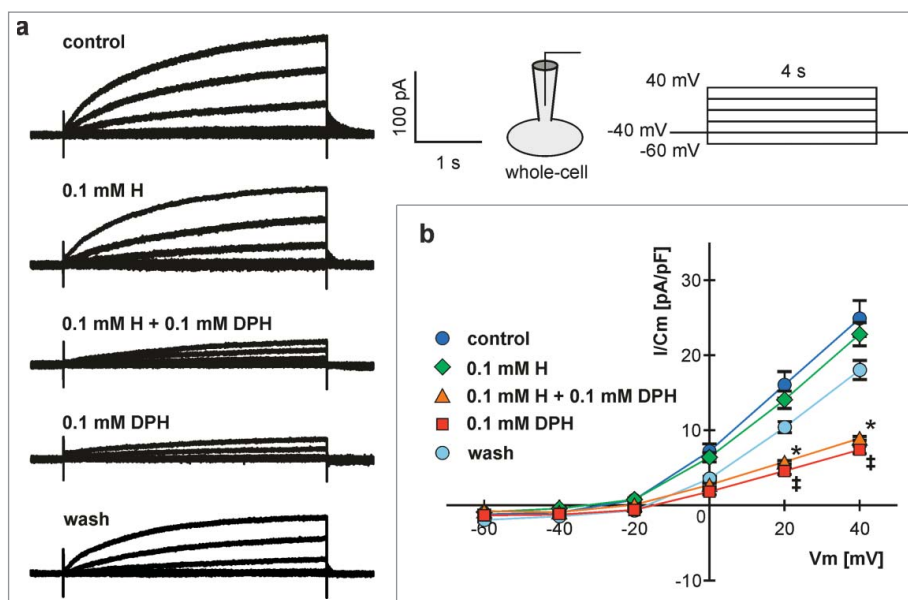 a
control
0.1 mM H
0.1 mM H + 0.1 mM DPH
0.1 mM DPH
wash
100 pA
1 s
whole-cell
40 mV
4 s
-40 mV
-60 mV
b
I/Cm [pA/pF]
30
20
10
0
-10
-60
-40
-20
20
40
Vm [mV]
control
0.1 mM H
0.1 mM H + 0.1 mM DPH
0.1 mM DPH
wash
*
*
‡
‡